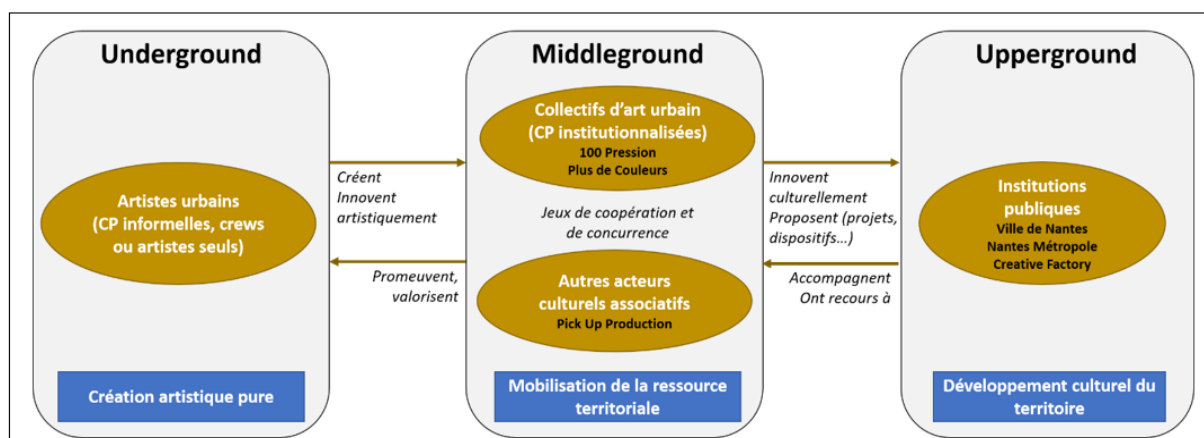 Underground
Artistes urbains
(CP informelles, crews
ou artistes seuls)
Création artistique pure
Créent
Innovent
artistiquement
Promeuvent,
valorisent
Middleground
Collectifs d'art urbain
(CP institutionnalisées)
100 Pression
Plus de Couleurs
Jeux de coopération et
de concurrence
Autres acteurs
culturels associatifs
Pick Up Production
Mobilisation de la ressource
territoriale
Innovent
culturellement
Proposent (projets,
dispositifs…)
Accompagnent
Ont recours à
Upperground
Institutions
publiques
Ville de Nantes
Nantes Métropole
Creative Factory
Développement culturel du
territoire